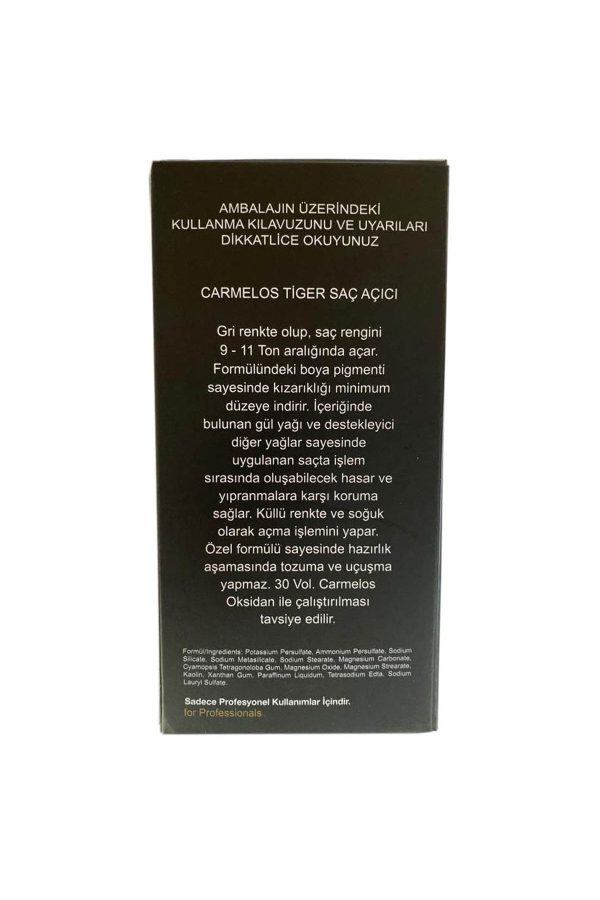 AMBALAJIN ÜZERİNDEKİ
KULLANMA KILAVUZUNU VE UYARILARI
DİKKATLİCE OKUYUNUZ
CARMELOS TİGER SAÇ AÇICI
Gri renkte olup, saç rengini
9 - 11 Ton aralığında açar.
Formülündeki boya pigmenti
sayesinde kızarıklığı minimum
düzeye indirir. İçeriğinde
bulunan gül yağı ve destekleyici
diğer yağlar sayesinde
uygulanan saçta işlem
sırasında oluşabilecek hasar ve
yıpranmalara karşı koruma
sağlar. Küllü renkte ve soğuk
olarak açma işlemini yapar.
Özel formülü sayesinde hazırlık
aşamasında tozuma ve uçuşma
yapmaz. 30 Vol. Carmelos
Oksidan ile çalıştırılması
tavsiye edilir.
Formül/Ingredients: Potassium Persulfate, Ammonium Persulfate, Sodium
Silicate, Sodium Metasilicate, Sodium Stearate, Magnesium Carbonate,
Cyamopsis Tetragonoloba Gum, Magnesium Oxide, Magnesium Strearate,
Kaolin, Xanthan Gum, Paraffinum Liquidum, Tetrasodium Edta. Sodium
Lauryl Sulfate.
Sadece Profesyonel Kullanımlar İçindir.
for Professionals